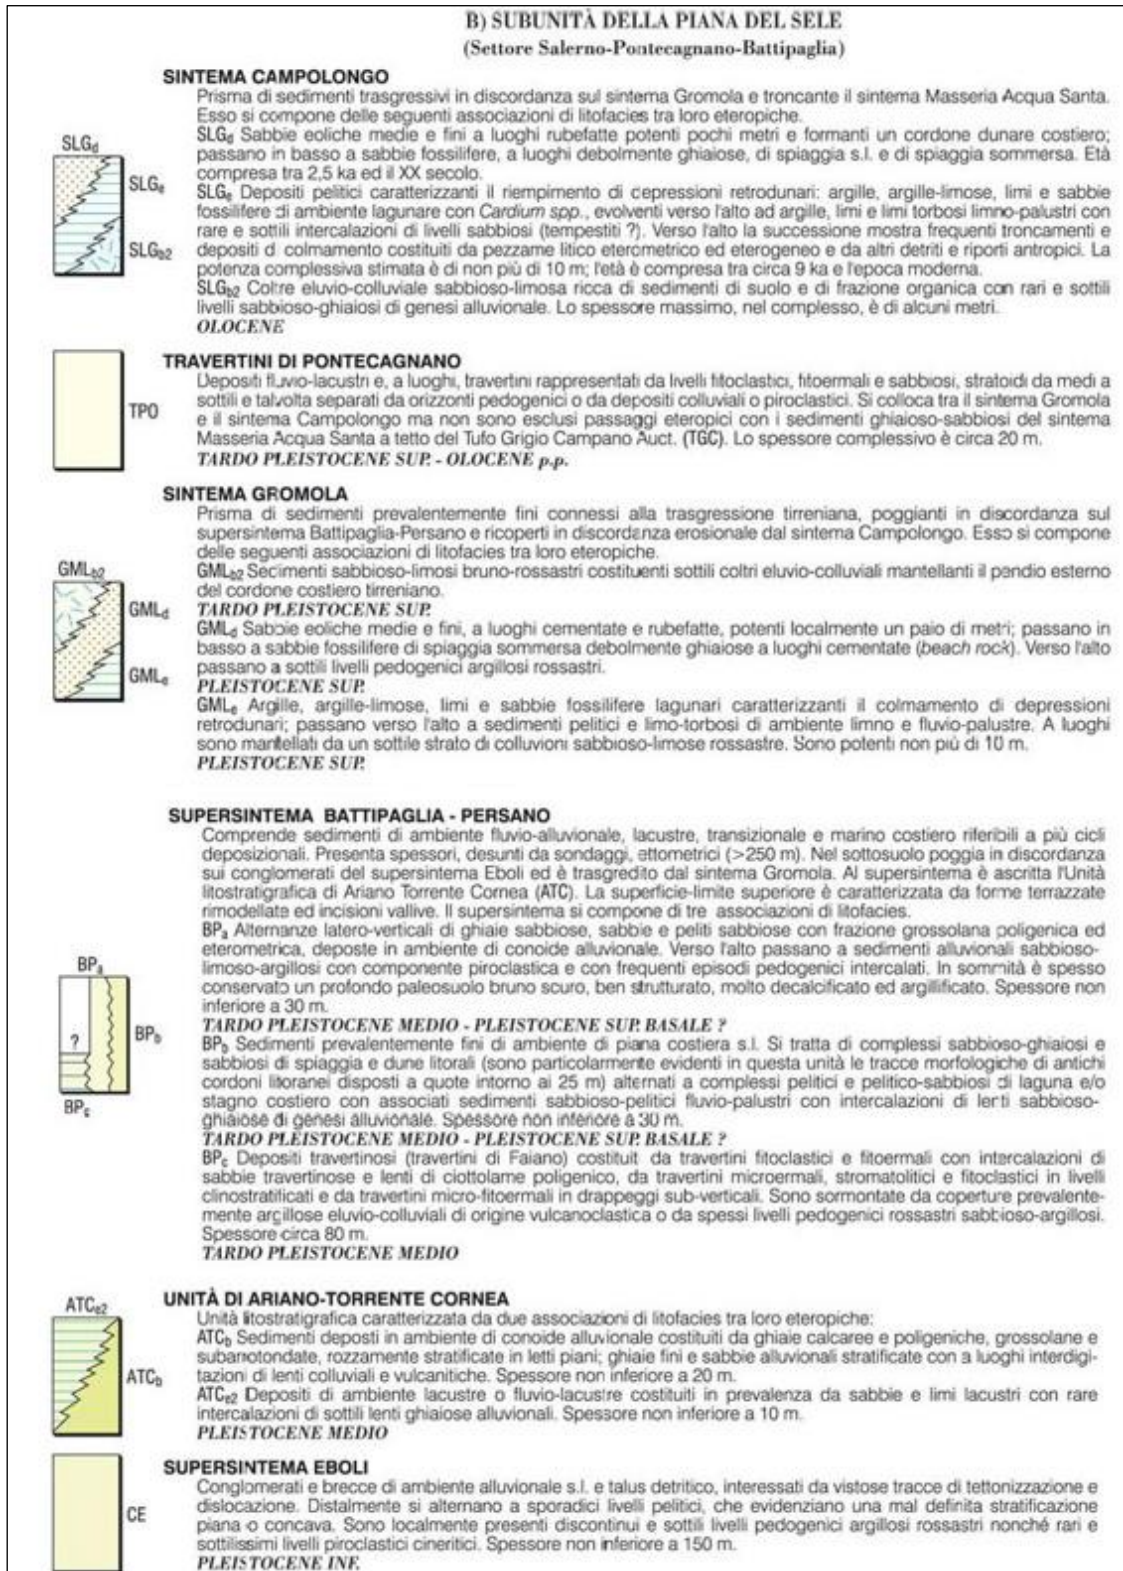 B) SUBUNITÀ DELLA PIANA DEL SELE
(Settore Salerno-Pontecagnano-Battipaglia)
SINTEMA CAMPOLONGO
Prisma di sedimenti trasgressivi in discordanza sul sintema Gromola e troncante il sintema Masseria Acqua Santa.
Esso si compone delle seguenti associazioni di litofacies tra loro eteropiche.
SLGd Sabbie eoliche medie e fini a luoghi rubefatte potenti pochi metri e formanti un cordone dunare costiero;
passano in basso a sabbie fossilifere, a luoghi debolmente ghiaiose, di spiaggia s.l. e di spiaggia sommersa. Età
compresa tra 2,5 ka ed il XX secolo.
SLGe Depositi pelitici caratterizzanti il riempimento di depressioni retrodunari: argille, argille-limose, limi e sabbie
fossilifere di ambiente lagunare con Cardium spp., evolventi verso l'alto ad argille, limi e limi torbosi limno-palustri con
rare e sottili intercalazioni di livelli sabbiosi (tempestiti ?). Verso l'alto la successione mostra frequenti troncamenti e
depositi d colmamento costituiti da pezzame litico eterometrico ed eterogeneo e da altri detriti e riporti antropici. La
potenza complessiva stimata è di non più di 10 m; l'età è compresa tra circa 9 ka e l'epoca moderna.
SLGb2 Coltre eluvio-colluviale sabbioso-limosa ricca di sedimenti di suolo e di frazione organica con rari e sottili
livelli sabbioso-ghiaiosi di genesi alluvionale. Lo spessore massimo, nel complesso, è di alcuni metri.
OLOCENE
SLGd
SLGe
SLGb2
TRAVERTINI DI PONTECAGNANO
Depositi fluvio-lacustri e, a luoghi, travertini rappresentati da livelli fitoclastici, fitoermali e sabbiosi, stratoidi da medi a
sottili e talvolta separati da orizzonti pedogenici o da depositi colluviali o piroclastici. Si colloca tra il sintema Gromola
e il sintema Campolongo ma non sono esclusi passaggi eteropici con i sedimenti ghiaioso-sabbiosi del sintema
Masseria Acqua Santa a tetto del Tufo Grigio Campano Auct. (TGC). Lo spessore complessivo è circa 20 m.
TARDO PLEISTOCENE SUP. - OLOCENE p.p.
TPO
SINTEMA GROMOLA
Prisma di sedimenti prevalentemente fini connessi alla trasgressione tirreniana, poggianti in discordanza sul
supersintema Battipaglia-Persano e ricoperti in discordanza erosionale dal sintema Campolongo. Esso si compone
delle seguenti associazioni di litofacies tra loro eteropiche.
GMLb2 Sedimenti sabbioso-limosi bruno-rossastri costituenti sottili coltri eluvio-colluviali mantellanti il pendio esterno
del cordone costiero tirreniano.
TARDO PLEISTOCENE SUP.
GMLd Sabbie eoliche medie e fini, a luoghi cementate e rubefatte, potenti localmente un paio di metri; passano in
basso a sabbie fossilifere di spiaggia sommersa debolmente ghiaiose a luoghi cementate (beach rock). Verso l'alto
passano a sottili livelli pedogenici argillosi rossastri.
PLEISTOCENE SUP.
GMLe Argille, argille-limose, limi e sabbie fossilifere lagunari caratterizzanti il colmamento di depressioni
retrodunari; passano verso l'alto a sedimenti pelitici e limo-torbosi di ambiente limno e fluvio-palustre. A luoghi
sono mantellati da un sottile strato di colluvioni sabbioso-limose rossastre. Sono potenti non più di 10 m.
PLEISTOCENE SUP.
GMLb2
GMLd
GMLe
SUPERSINTEMA BATTIPAGLIA - PERSANO
Comprende sedimenti di ambiente fluvio-alluvionale, lacustre, transizionale e marino costiero riferibili a più cicli
deposizionali. Presenta spessori, desunti da sondaggi, ettometrici (>250 m). Nel sottosuolo poggia in discordanza
sui conglomerati del supersintema Eboli ed è trasgredito dal sintema Gromola. Al supersintema è ascritta l'Unità
litostratigrafica di Ariano Torrente Cornea (ATC). La superficie-limite superiore è caratterizzata da forme terrazzate
rimodellate ed incisioni vallive. Il supersintema si compone di tre associazioni di litofacies.
BPa Alternanze latero-verticali di ghiaie sabbiose, sabbie e peliti sabbiose con frazione grossolana poligenica ed
eterometrica, deposte in ambiente di conoide alluvionale. Verso l'alto passano a sedimenti alluvionali sabbioso-
limoso-argillosi con componente piroclastica e con frequenti episodi pedogenici intercalati. In sommità è spesso
conservato un profondo paleosuolo bruno scuro, ben strutturato, molto decalcificato ed argillificato. Spessore non
inferiore a 30 m.
TARDO PLEISTOCENE MEDIO - PLEISTOCENE SUP. BASALE ?
BPb Sedimenti prevalentemente fini di ambiente di piana costiera s.l. Si tratta di complessi sabbioso-ghiaiosi e
sabbiosi di spiaggia e dune litorali (sono particolarmente evidenti in questa unità le tracce morfologiche di antichi
cordoni litoranei disposti a quote intorno ai 25 m) alternati a complessi pelitici e pelitico-sabbiosi di laguna e/o
stagno costiero con associati sedimenti sabbioso-pelitici fluvio-palustri con intercalazioni di lenti sabbioso-
ghiaiose di genesi alluvionale. Spessore non inferiore a 30 m.
TARDO PLEISTOCENE MEDIO - PLEISTOCENE SUP. BASALE ?
BPc Depositi travertinosi (travertini di Faiano) costituit da travertini fitoclastici e fitoermali con intercalazioni di
sabbie travertinose e lenti di ciottolame poligenico, da travertini microermali, stromatolitici e fitoclastici in livelli
clinostratificati e da travertini micro-fitoermali in drappeggi sub-verticali. Sono sormontate da coperture prevalente-
mente argillose eluvio-colluviali di origine vulcanoclastica o da spessi livelli pedogenici rossastri sabbioso-argillosi.
Spessore circa 80 m.
TARDO PLEISTOCENE MEDIO
BPa
?
BPb
BPc
UNITÀ DI ARIANO-TORRENTE CORNEA
Unità litostratigrafica caratterizzata da due associazioni di litofacies tra loro eteropiche:
ATCb Sedimenti deposti in ambiente di conoide alluvionale costituiti da ghiaie calcaree e poligeniche, grossolane e
subarrotondate, rozzamente stratificate in letti piani; ghiaie fini e sabbie alluvionali stratificate con a luoghi interdigi-
tazioni di lenti colluviali e vulcanitiche. Spessore non inferiore a 20 m.
ATCe2 Depositi di ambiente lacustre o fluvio-lacustre costituiti in prevalenza da sabbie e limi lacustri con rare
intercalazioni di sottili lenti ghiaiose alluvionali. Spessore non inferiore a 10 m.
PLEISTOCENE MEDIO
ATCe2
ATCb
SUPERSINTEMA EBOLI
Conglomerati e brecce di ambiente alluvionale s.l. e talus detritico, interessati da vistose tracce di tettonizzazione e
dislocazione. Distalmente si alternano a sporadici livelli pelitici, che evidenziano una mal definita stratificazione
piana o concava. Sono localmente presenti discontinui e sottili livelli pedogenici argillosi rossastri nonché rari e
sottilissimi livelli piroclastici cineritici. Spessore non inferiore a 150 m.
PLEISTOCENE INF.
CE